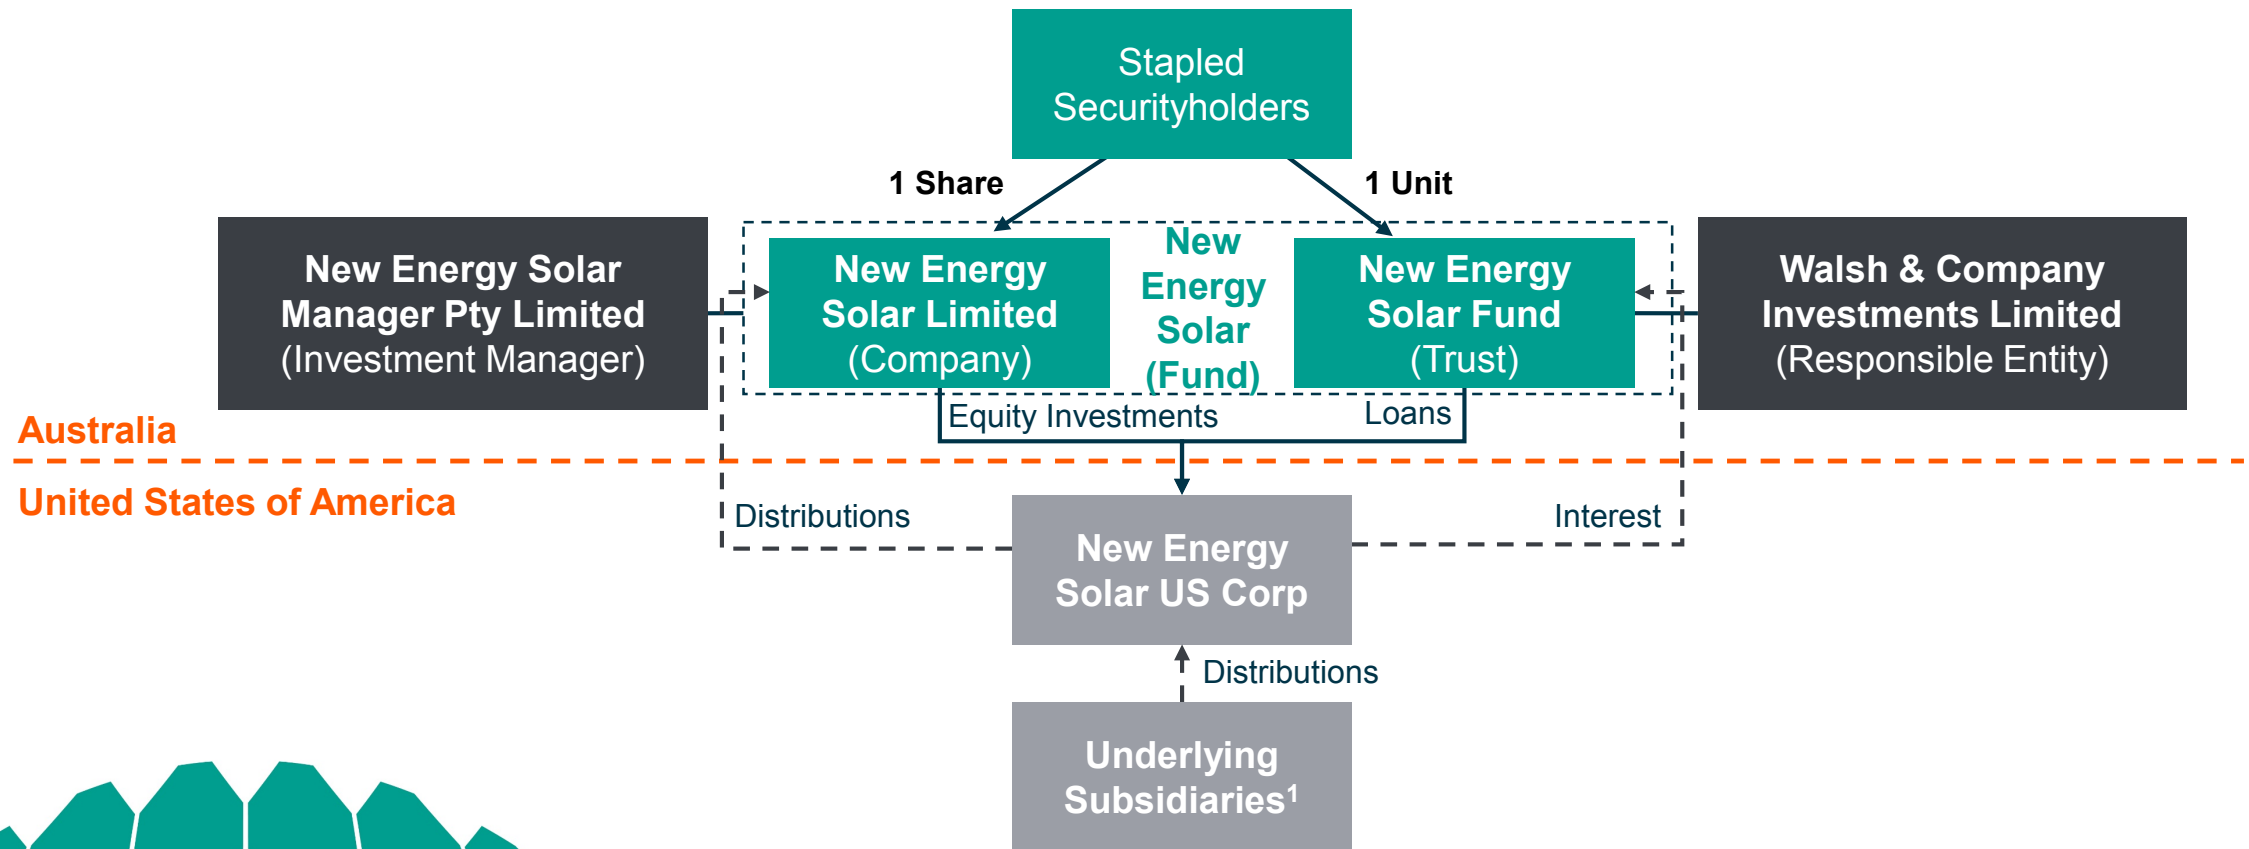 Stapled
Securityholders
1 Share
1 Unit
New Energy Solar
Manager Pty Limited
(Investment Manager)
New Energy
Solar Limited
(Company)
New
Energy
Solar
(Fund)
New Energy
Solar Fund
(Trust)
Walsh & Company
Investments Limited
(Responsible Entity)
Equity Investments
Loans
Australia
United States of America
Distributions
Interest
New Energy
Solar US Corp
Distributions
Underlying
Subsidiaries¹